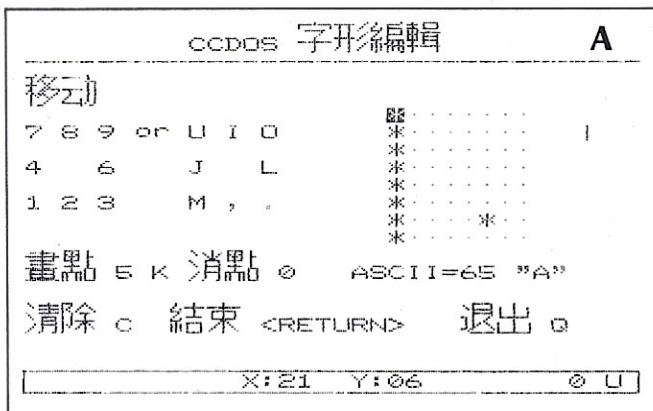 CCDOS 字形編輯 A
移动
7 8 9 or U I O
4 6 J L
1 2 3 M , .
畫點 5 K 消點 0 ASCII=65 "A"
清除 C 結束 <RETURN> 退出 Q
X:21 Y:06 0 U